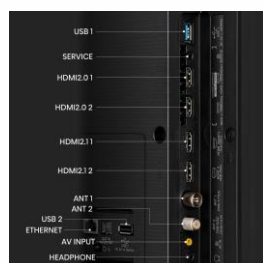 USB 1
SERVICE
HDMI2.0 1
HDMI2.0 2
HDMI2.1 1
HDMI2.1 2
ANT 1
ANT 2
USB 2
ETHERNET
AV INPUT
HEADPHONE